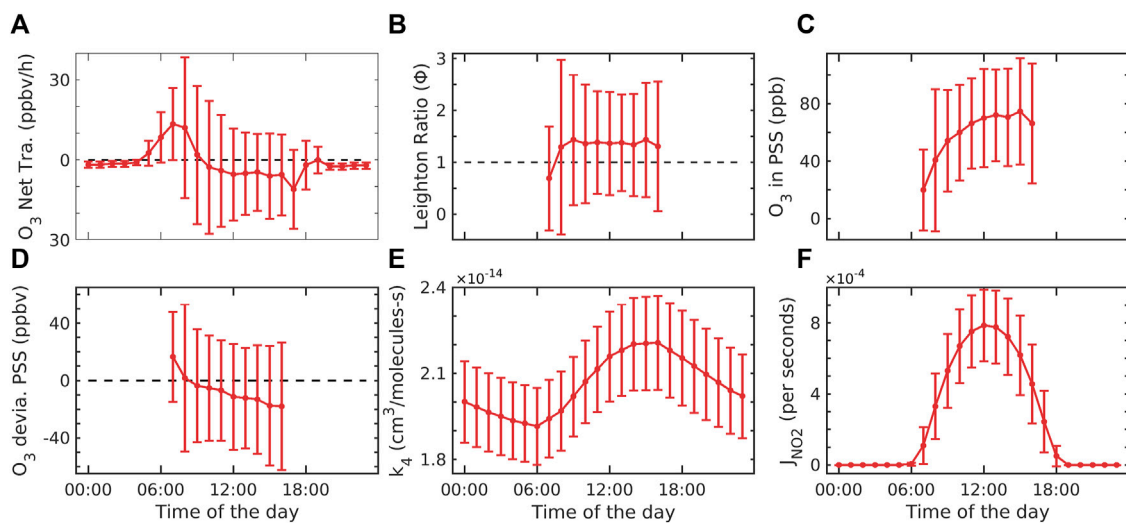 A
B
C
O3 Net Tra. (ppbv/h)
30
0
30
Leighton Ratio (Φ)
3
2
1
0
O3 in PSS (ppb)
80
40
0
D
E
F
O3 devia. PSS (ppbv)
40
0
-40
00:00 06:00 12:00 18:00
Time of the day
×10-14
k4 (cm3/molecules-s)
2.4
2.1
1.8
00:00 06:00 12:00 18:00
Time of the day
×10-4
JNO2 (per seconds)
8
4
0
00:00 06:00 12:00 18:00
Time of the day